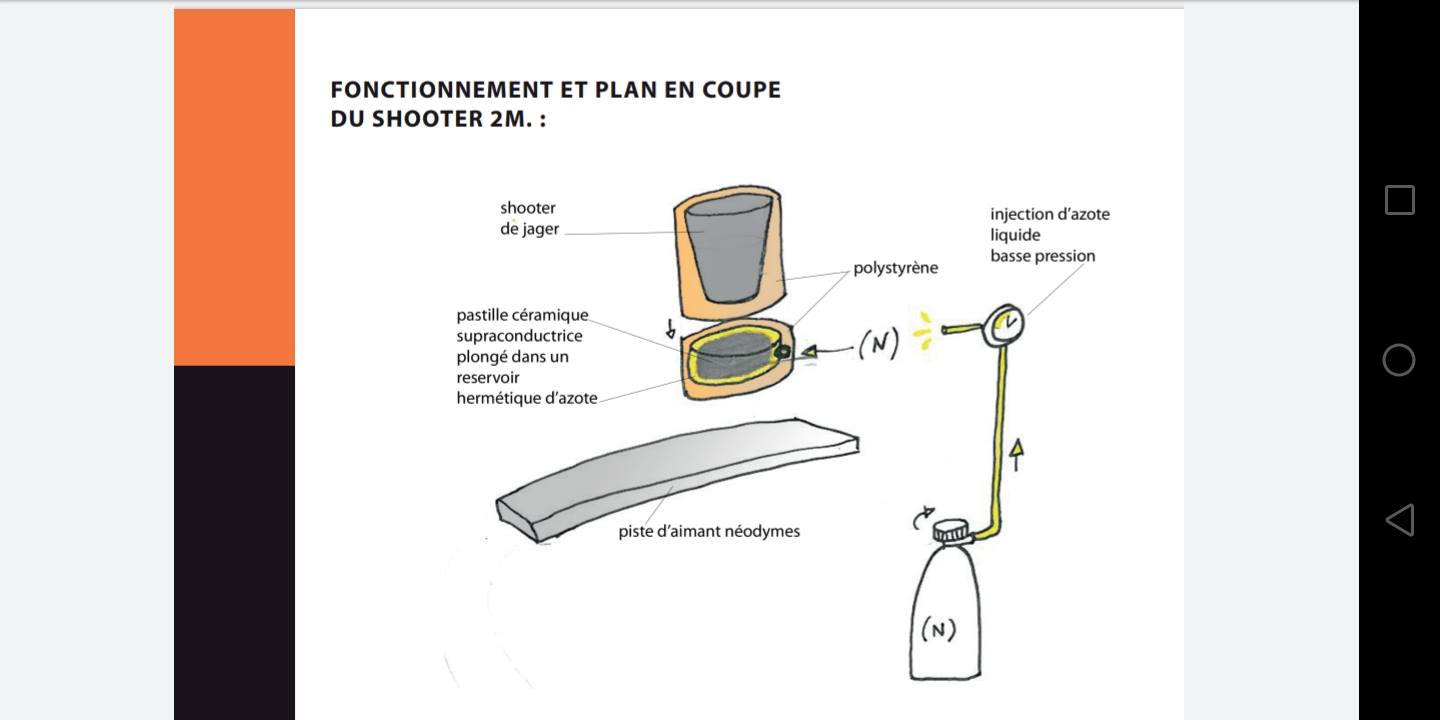 FONCTIONNEMENT ET PLAN EN COUPE
DU SHOOTER 2M. :
shooter
de jager
injection d'azote
liquide
basse pression
polystyrène
pastille céramique
supraconductrice
plongé dans un
reservoir
hermétique d'azote
(N)
piste d'aimant néodymes
(N)